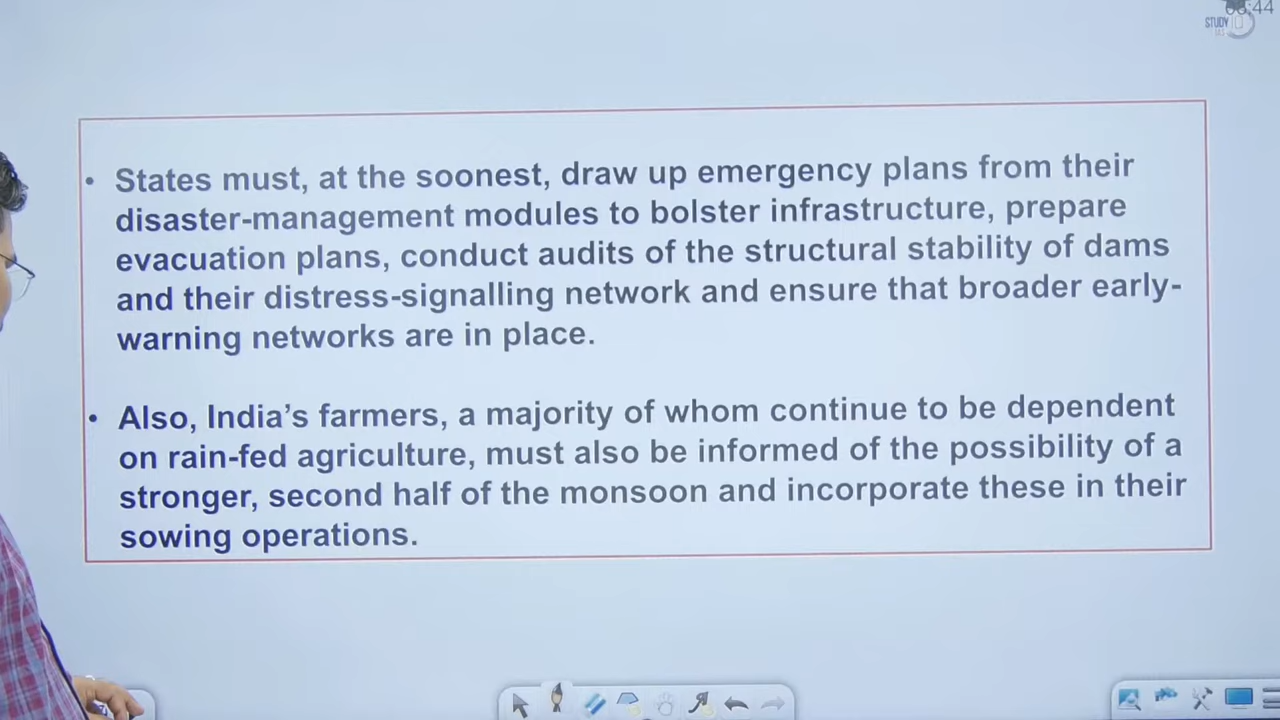 :44
STUDY
IQ
• States must, at the soonest, draw up emergency plans from their
disaster-management modules to bolster infrastructure, prepare
evacuation plans, conduct audits of the structural stability of dams
and their distress-signalling network and ensure that broader early-
warning networks are in place.
• Also, India’s farmers, a majority of whom continue to be dependent
on rain-fed agriculture, must also be informed of the possibility of a
stronger, second half of the monsoon and incorporate these in their
sowing operations.